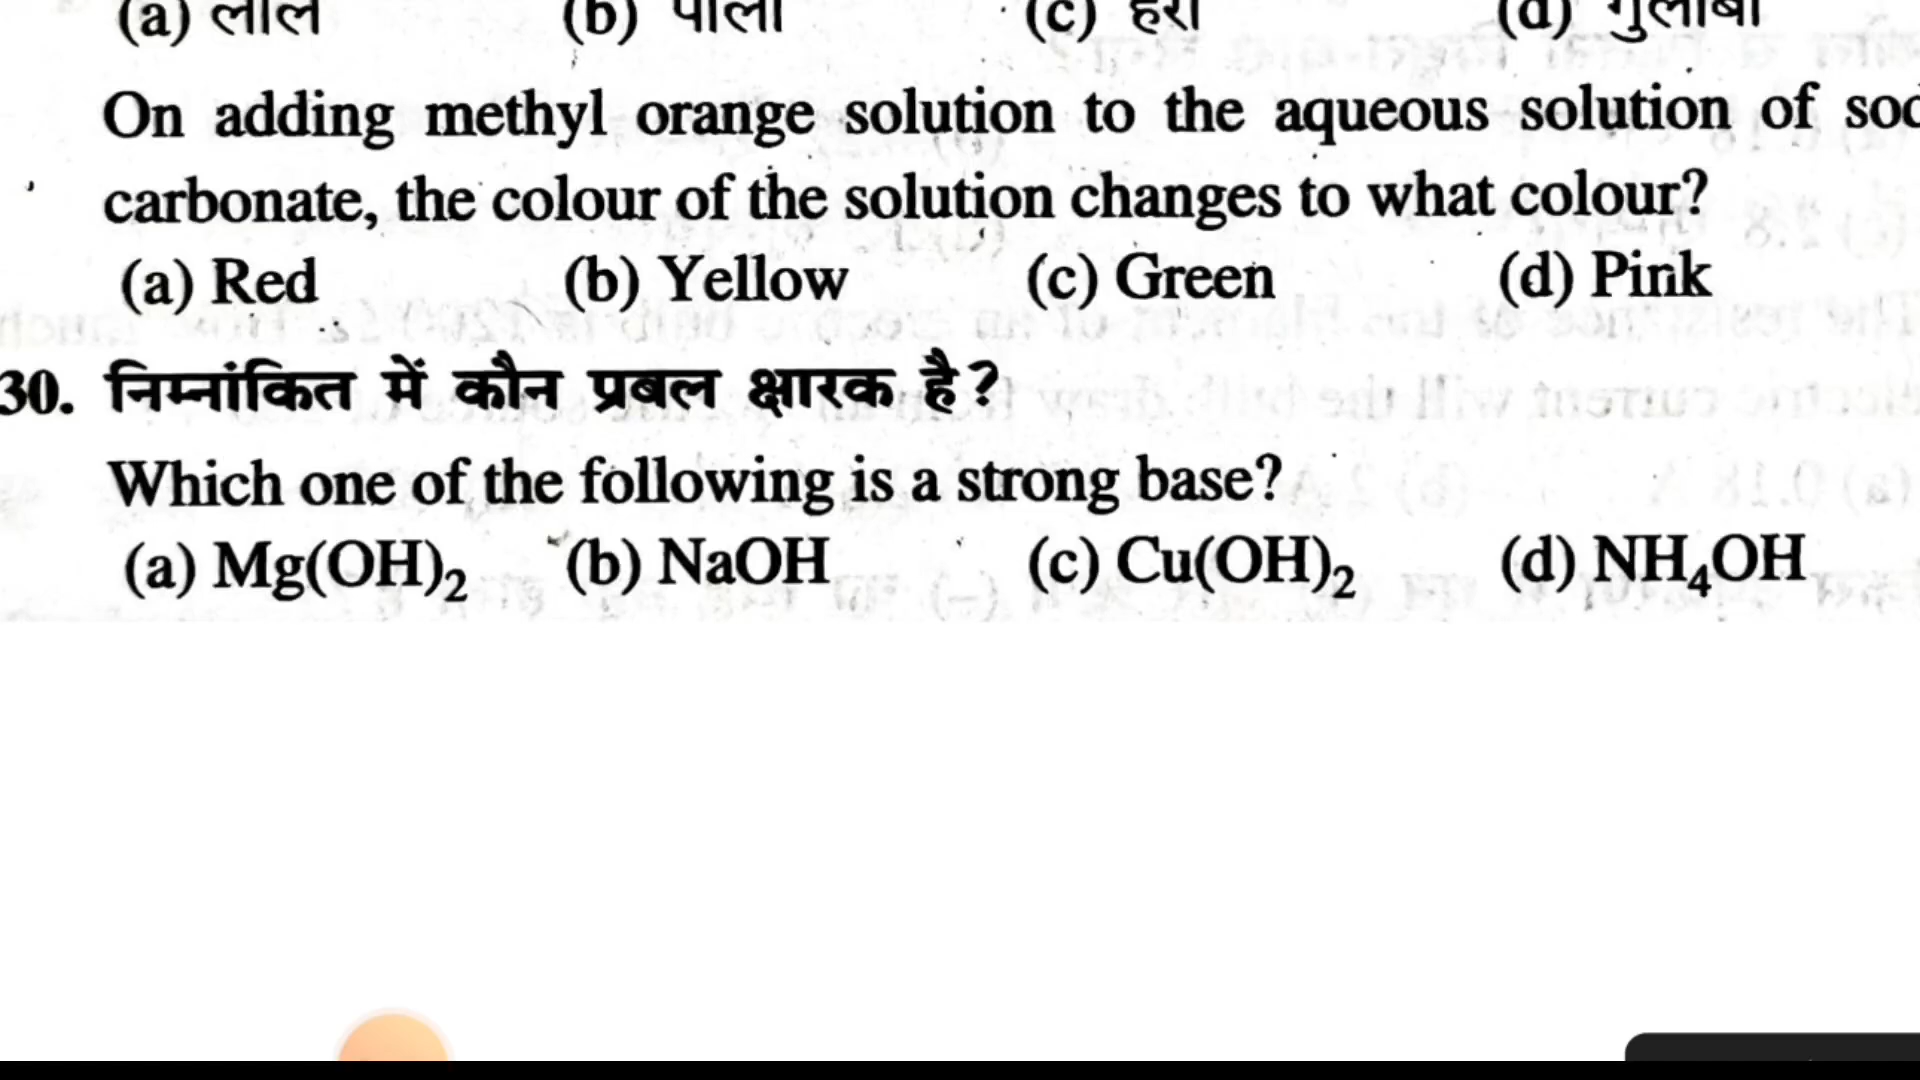 (a) लाल (b) पीला (c) हरा (d) गुलाबी
On adding methyl orange solution to the aqueous solution of
carbonate, the colour of the solution changes to what colour?
(a) Red (b) Yellow (c) Green (d) Pink
30. निम्नांकित में कौन प्रबल क्षारक है?
Which one of the following is a strong base?
(a) Mg(OH)₂ (b) NaOH (c) Cu(OH)₂ (d) NH₄OH